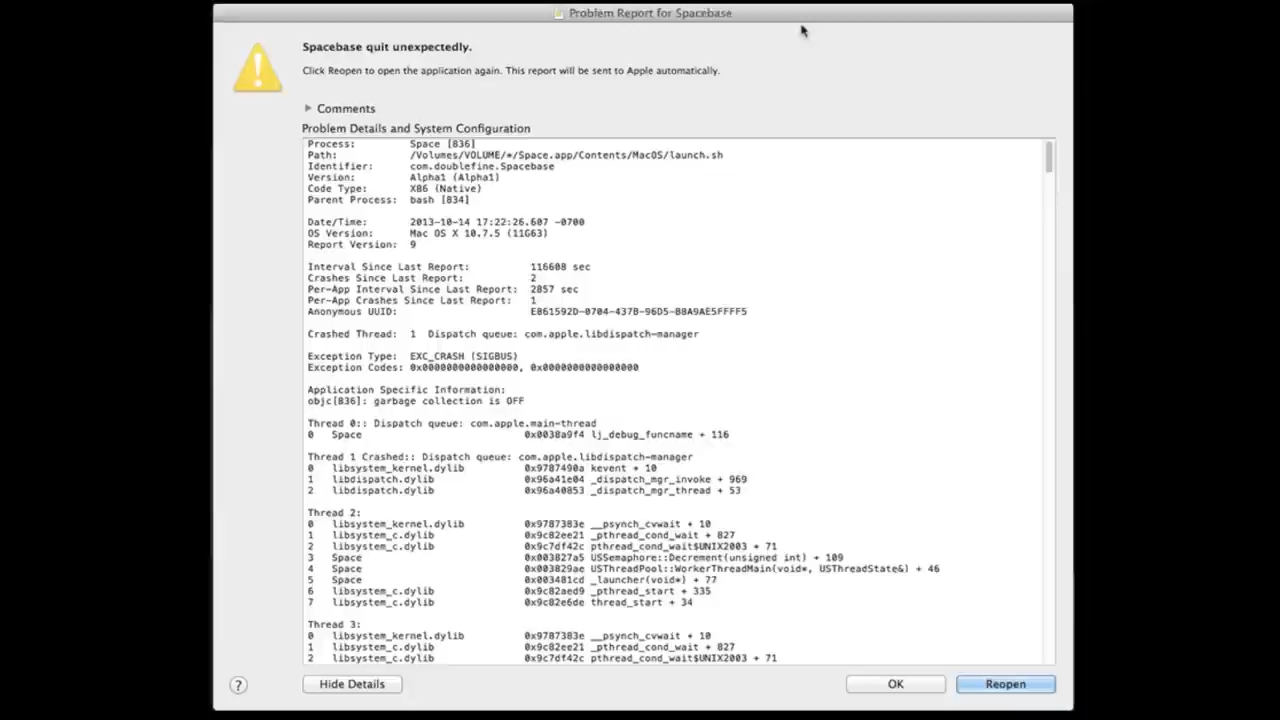 Problem Report for Spacebase
Spacebase quit unexpectedly.
Click Reopen to open the application again. This report will be sent to Apple automatically.
Comments
Problem Details and System Configuration
Process: Space [836]
Path: /Volumes/VOLUME/*/Space.app/Contents/MacOS/launch.sh
Identifier: com.doublefine.Spacebase
Version: Alpha1 (Alpha1)
Code Type: X86 (Native)
Parent Process: bash [834]
Date/Time: 2013-10-14 17:22:26.607 -0700
OS Version: Mac OS X 10.7.5 (11G63)
Report Version: 9
Interval Since Last Report: 116608 sec
Crashes Since Last Report: 2
Per-App Interval Since Last Report: 2857 sec
Per-App Crashes Since Last Report: 1
Anonymous UUID: E861592D-0704-437B-96D5-B8A9AE5FFFF5
Crashed Thread: 1 Dispatch queue: com.apple.libdispatch-manager
Exception Type: EXC_CRASH (SIGBUS)
Exception Codes: 0x0000000000000000, 0x0000000000000000
Application Specific Information:
objc[836]: garbage collection is OFF
Thread 0:: Dispatch queue: com.apple.main-thread
0 Space 0x0038a9f4 lj_debug_funcname + 116
Thread 1 Crashed:: Dispatch queue: com.apple.libdispatch-manager
0 libsystem_kernel.dylib 0x9787490a kevent + 10
1 libdispatch.dylib 0x96a41e04 _dispatch_mgr_invoke + 969
2 libdispatch.dylib 0x96a40853 _dispatch_mgr_thread + 53
Thread 2:
0 libsystem_kernel.dylib 0x9787383e __psynch_cvwait + 10
1 libsystem_c.dylib 0x9c82ee21 _pthread_cond_wait + 827
2 libsystem_c.dylib 0x9c7df42c pthread_cond_wait$UNIX2003 + 71
3 Space 0x003827a5 USSemaphore::Decrement(unsigned int) + 109
4 Space 0x003829ae USThreadPool::WorkerThreadMain(void*, USThreadState&) + 46
5 Space 0x003481cd _launcher(void*) + 77
6 libsystem_c.dylib 0x9c82aed9 _pthread_start + 335
7 libsystem_c.dylib 0x9c82e6de thread_start + 34
Thread 3:
0 libsystem_kernel.dylib 0x9787383e __psynch_cvwait + 10
1 libsystem_c.dylib 0x9c82ee21 _pthread_cond_wait + 827
2 libsystem_c.dylib 0x9c7df42c pthread_cond_wait$UNIX2003 + 71
? Hide Details OK Reopen